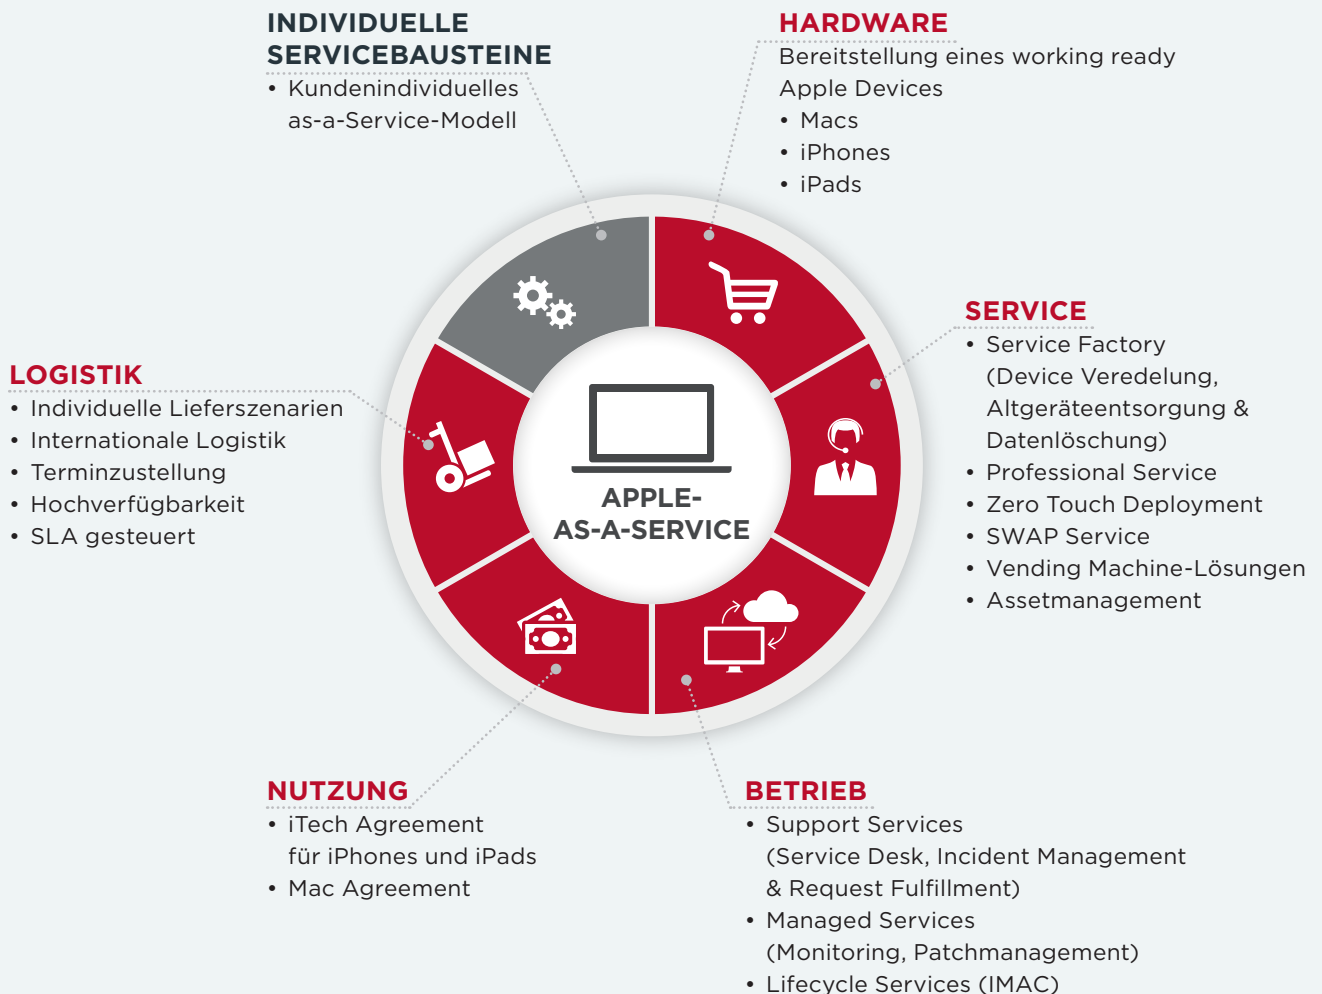 INDIVIDUELLE
SERVICEBAUSTEINE
• Kundenindividuelles
as-a-Service-Modell
HARDWARE
Bereitstellung eines working ready
Apple Devices
• Macs
• iPhones
• iPads
SERVICE
• Service Factory
(Device Veredelung,
Altgeräteentsorgung &
Datenlöschung)
• Professional Service
• Zero Touch Deployment
• SWAP Service
• Vending Machine-Lösungen
• Assetmanagement
LOGISTIK
• Individuelle Lieferszenarien
• Internationale Logistik
• Terminzustellung
• Hochverfügbarkeit
• SLA gesteuert
APPLE-
AS-A-SERVICE
NUTZUNG
• iTech Agreement
für iPhones und iPads
• Mac Agreement
BETRIEB
• Support Services
(Service Desk, Incident Management
& Request Fulfillment)
• Managed Services
(Monitoring, Patchmanagement)
• Lifecycle Services (IMAC)